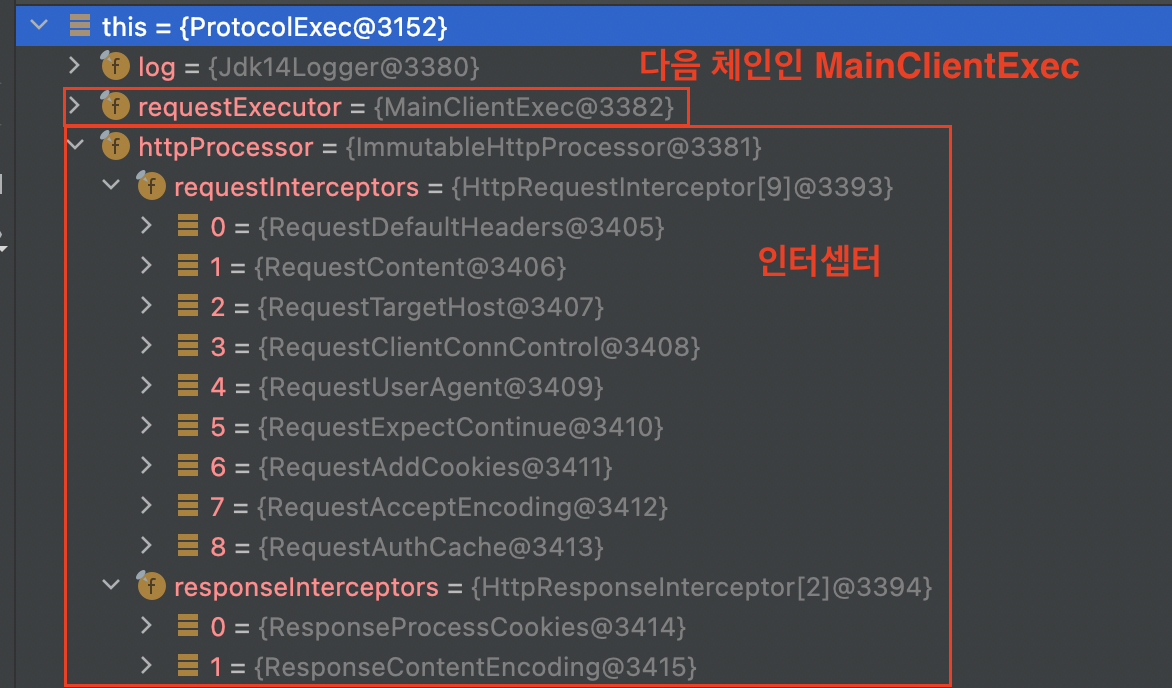 this = {ProtocolExec@3152}
f log = {Jdk14Logger@3380}
다음 체인인 MainClientExec
f requestExecutor = {MainClientExec@3382}
f httpProcessor = {ImmutableHttpProcessor@3381}
f requestInterceptors = {HttpRequestInterceptor[9]@3393}
0 = {RequestDefaultHeaders@3405}
인터셉터
1 = {RequestContent@3406}
2 = {RequestTargetHost@3407}
3 = {RequestClientConnControl@3408}
4 = {RequestUserAgent@3409}
5 = {RequestExpectContinue@3410}
6 = {RequestAddCookies@3411}
7 = {RequestAcceptEncoding@3412}
8 = {RequestAuthCache@3413}
f responseInterceptors = {HttpResponseInterceptor[2]@3394}
0 = {ResponseProcessCookies@3414}
1 = {ResponseContentEncoding@3415}